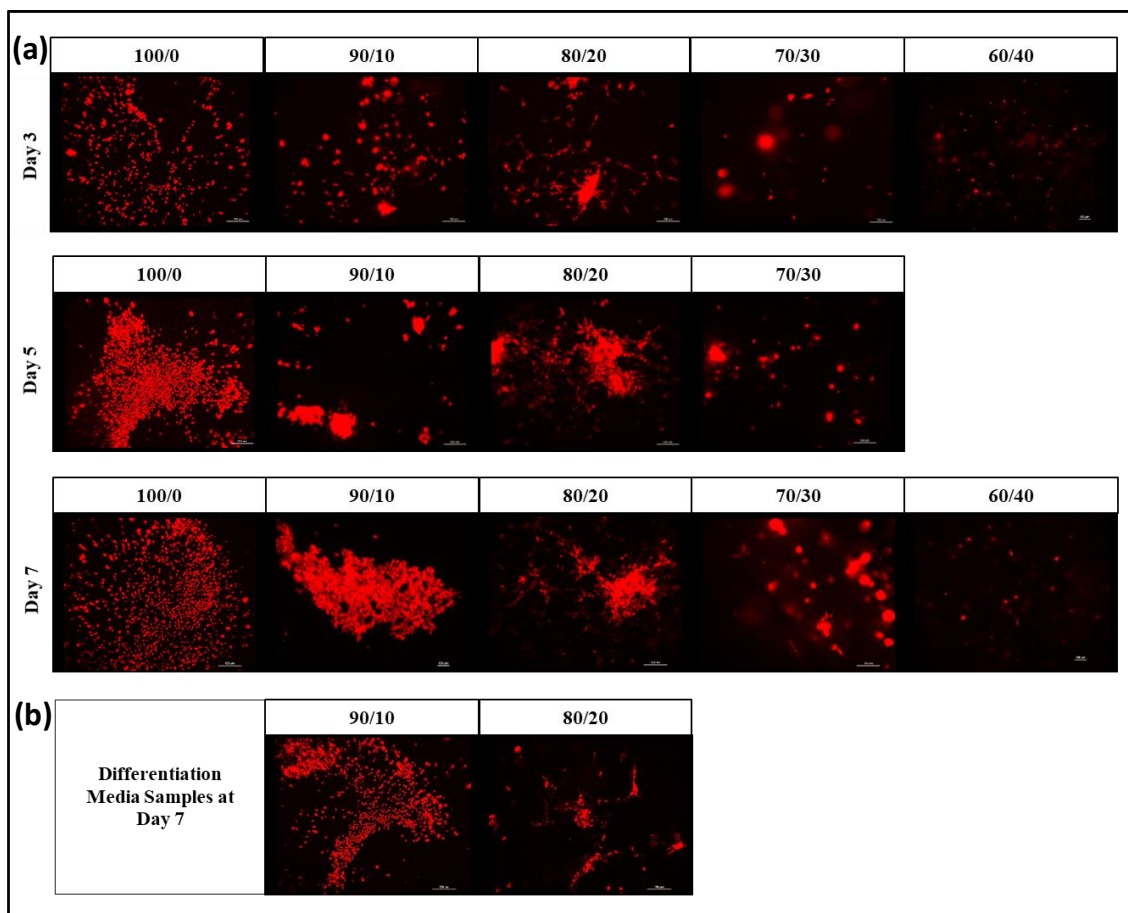 (a)
100/0 90/10 80/20 70/30 60/40
Day 3
100/0 90/10 80/20 70/30
Day 5
100/0 90/10 80/20 70/30 60/40
Day 7
(b)
90/10 80/20
Differentiation
Media Samples at
Day 7